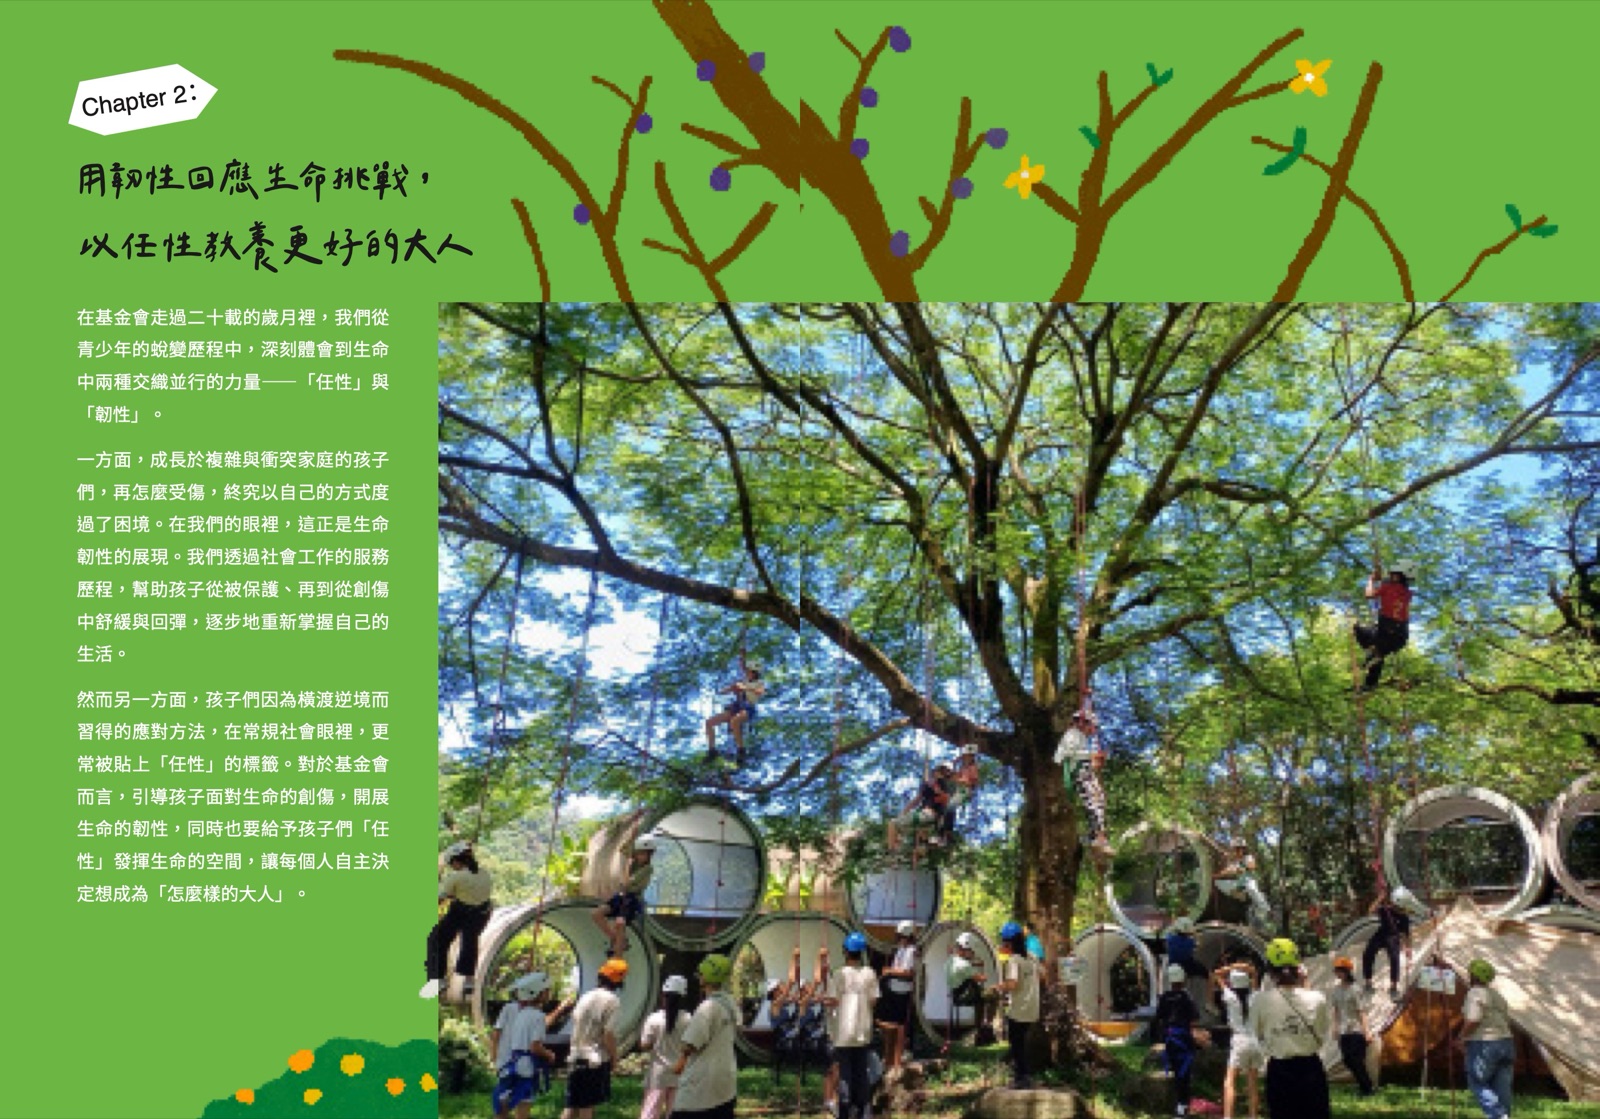 Chapter 2：
用韌性回應生命挑戰，
以任性教養更好的大人
在基金會走過二十載的歲月裡，我們從
青少年的蛻變歷程中，深刻體會到生命
中兩種交織並行的力量——「任性」與
「韌性」。
一方面，成長於複雜與衝突家庭的孩子
們，再怎麼受傷，終究以自己的方式度
過了困境。在我們的眼裡，這正是生命
韌性的展現。我們透過社會工作的服務
歷程，幫助孩子從被保護、再到從創傷
中舒緩與回彈，逐步地重新掌握自己的
生活。
然而另一方面，孩子們因為橫渡逆境而
習得的應對方法，在常規社會眼裡，更
常被貼上「任性」的標籤。對於基金會
而言，引導孩子面對生命的創傷，開展
生命的韌性，同時也要給予孩子們「任
性」發揮生命的空間，讓每個人自主決
定想成為「怎麼樣的大人」。